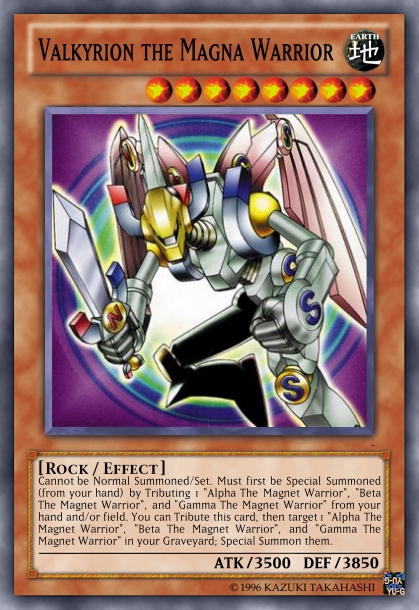 VALKYRION THE MAGNA WARRIOR
EARTH
地
N
C
S
S
-
[ROCK / EFFECT]
Cannot be Normal Summoned/Set. Must first be Special Summoned
(from your hand) by Tributing 1 "Alpha The Magnet Warrior", "Beta
The Magnet Warrior", and "Gamma The Magnet Warrior" from your
hand and/or field. You can Tribute this card, then target 1 "Alpha The
Magnet Warrior", "Beta The Magnet Warrior", and "Gamma The
Magnet Warrior" in your Graveyard; Special Summon them.
ATK/3500 DEF/3850
©1996 KAZUKI TAKAHASHI
YU-G